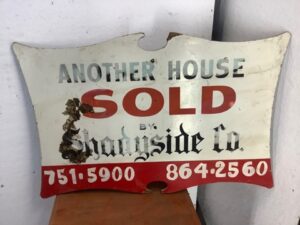 ANOTHER HOUSE
SOLD
BY
Shadyside Co.
751·5900 864·2560